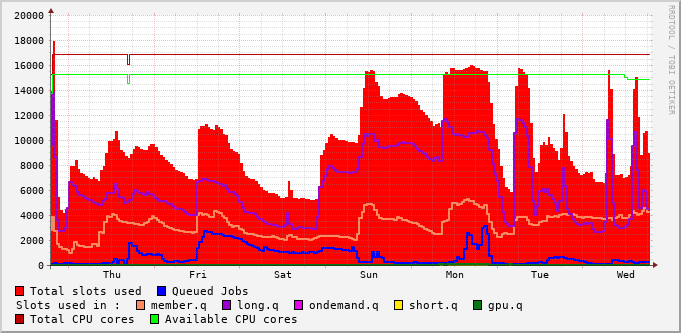 20000
18000
16000
14000
12000
10000
8000
6000
4000
2000
0
Thu Fri Sat Sun Mon Tue Wed
RRDTOOL / TOBI OETIKER
Total slots used Queued Jobs
Slots used in : member.q long.q ondemand.q short.q gpu.q
Total CPU cores Available CPU cores